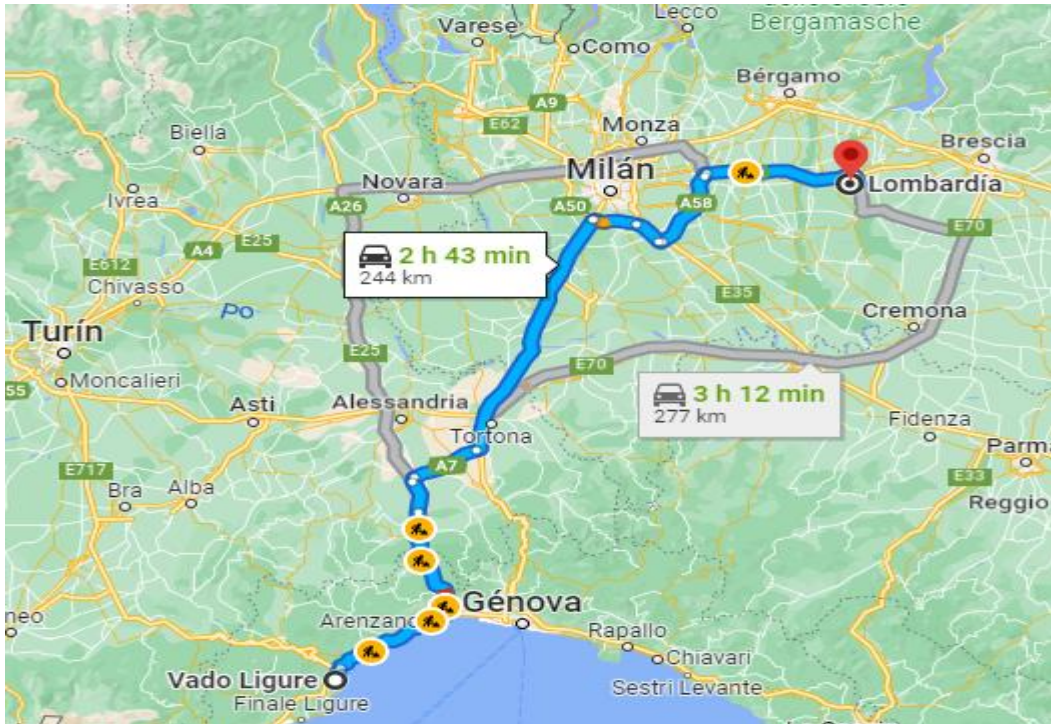 Bergamasche
Lecco
Varese
Como
Bérgamo
A9
E62
Monza
Biella
Brescia
Milán
Ivrea
Novara
Lombardía
A26
A50
A58
E70
A4
E25
2 h 43 min
244 km
E612
Chivasso
E35
Po
Cremona
Turín
E25
E70
Moncalieri
55
3 h 12 min
277 km
Asti
Alessandria
Fidenza
Tortona
Parma
A7
E717
E33
Bra
Alba
Reggio
Génova
neo
Arenzano
Rapallo
Chiavari
Vado Ligure
Sestri Levante
Finale Ligure